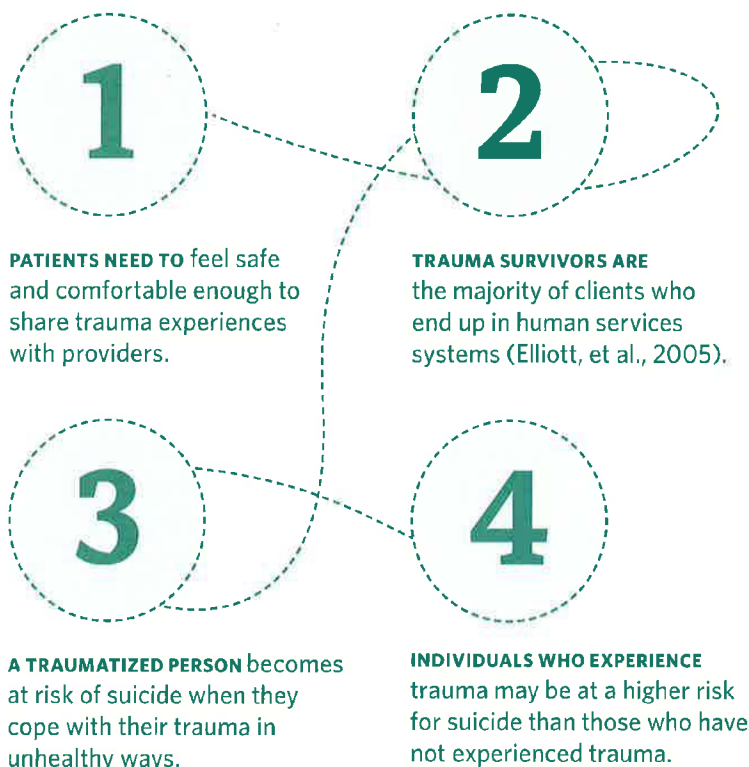 1
PATIENTS NEED TO feel safe
and comfortable enough to
share trauma experiences
with providers.
2
TRAUMA SURVIVORS ARE
the majority of clients who
end up in human services
systems (Elliott, et al., 2005).
3
A TRAUMATIZED PERSON becomes
at risk of suicide when they
cope with their trauma in
unhealthy ways.
4
INDIVIDUALS WHO EXPERIENCE
trauma may be at a higher risk
for suicide than those who have
not experienced trauma.